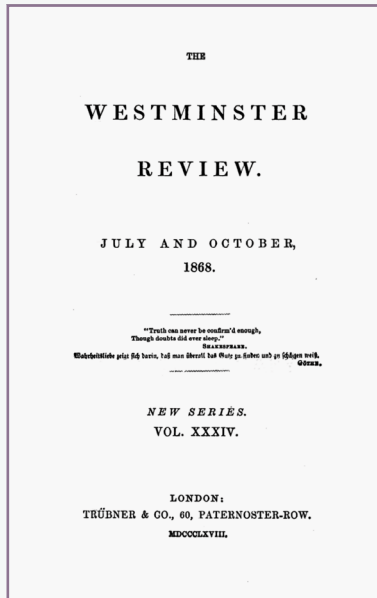 THE
WESTMINSTER
REVIEW.
JULY AND OCTOBER,
1868.
"Truth can never be confirm'd enough,
Though doubts did ever sleep."
SHAKESPEARE.
Wahrheitsliebe zeigt sich darin, daß man überall das Gute zu finden und zu schätzen weiß.
GÖTHE.
NEW SERIES.
VOL. XXXIV.
LONDON:
TRÜBNER & CO., 60, PATERNOSTER-ROW.
MDCCCLXVIII.